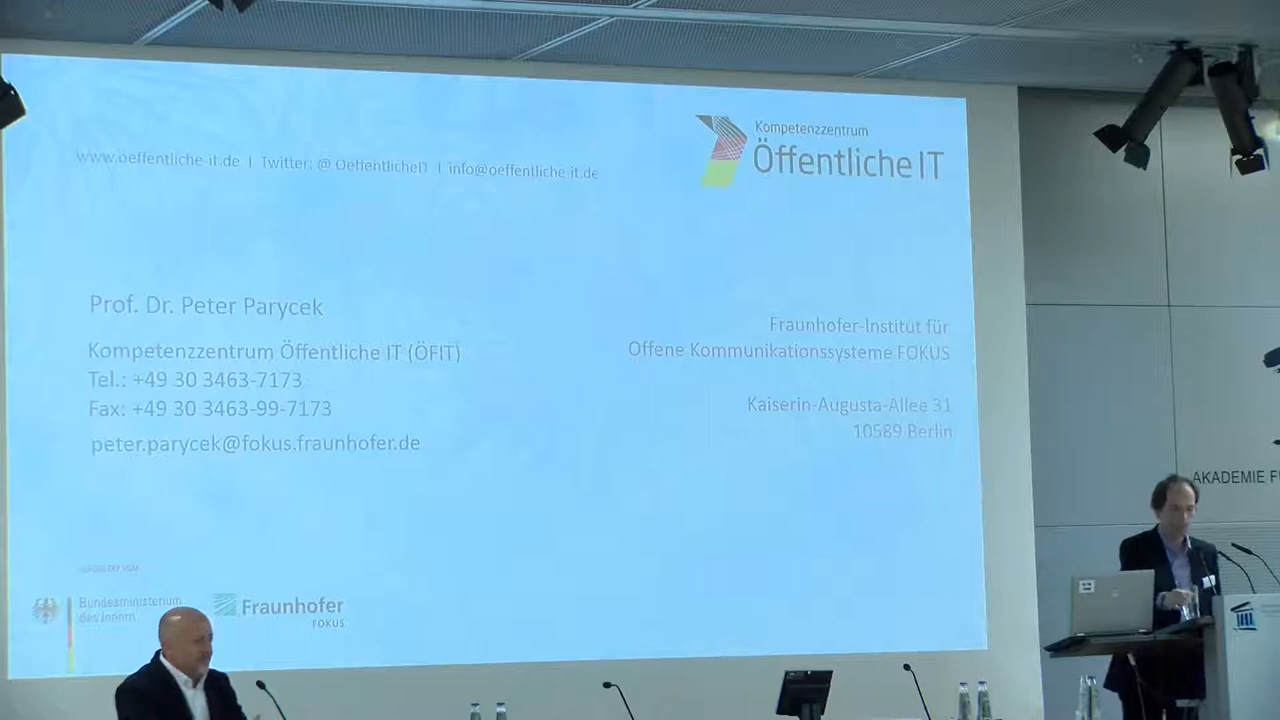 Kompetenzzentrum
Öffentliche IT
www.oeffentliche-it.de | Twitter: @OeffentlicheIT | info@oeffentliche-it.de
Prof. Dr. Peter Parycek
Kompetenzzentrum Öffentliche IT (ÖFIT)
Tel.: +49 30 3463-7173
Fax: +49 30 3463-99-7173
peter.parycek@fokus.fraunhofer.de
Fraunhofer-Institut für
Offene Kommunikationssysteme FOKUS
Kaiserin-Augusta-Allee 31
10589 Berlin
Bundesministerium
des Innern
Fraunhofer
FOKUS
AKADEMIE F